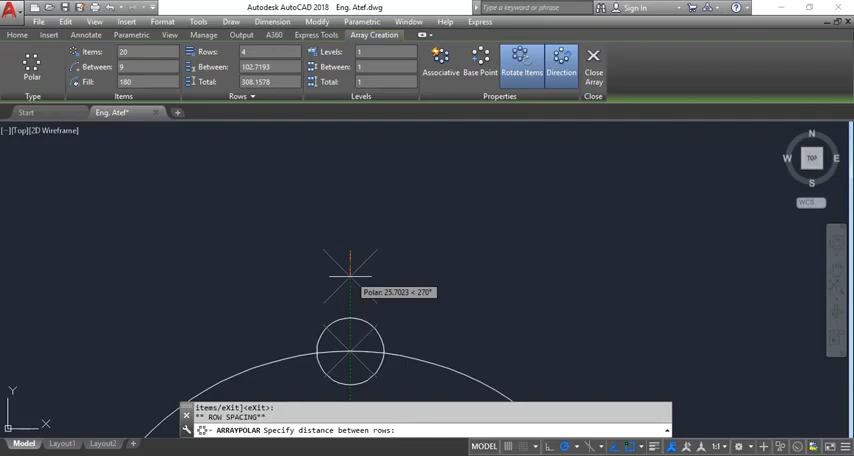 Autodesk AutoCAD 2018 Eng. Atef.dwg
Type a keyword or phrase
Sign In
File Edit View Insert Format Tools Draw Dimension Modify Parametric Window Help Express
Home Insert Annotate Parametric View Manage Output A360 Express Tools Array Creation
Items: 20 Rows: 4 Levels: 1
Between: 9 Between: 102.7193 Between: 1
Fill: 180 Total: 308.1578 Total: 1
Polar Associative Base Point Rotate Items Direction Close Array
Type Items Rows Levels Properties Close
Start Eng. Atef*
[−][Top][2D Wireframe]
N
W TOP E
S
WCS
Polar: 25.7023 < 270°
Y
X
items/eXit]<eXit>:
** ROW SPACING**
ARRAYPOLAR Specify distance between rows:
Model Layout1 Layout2 MODEL 1:1